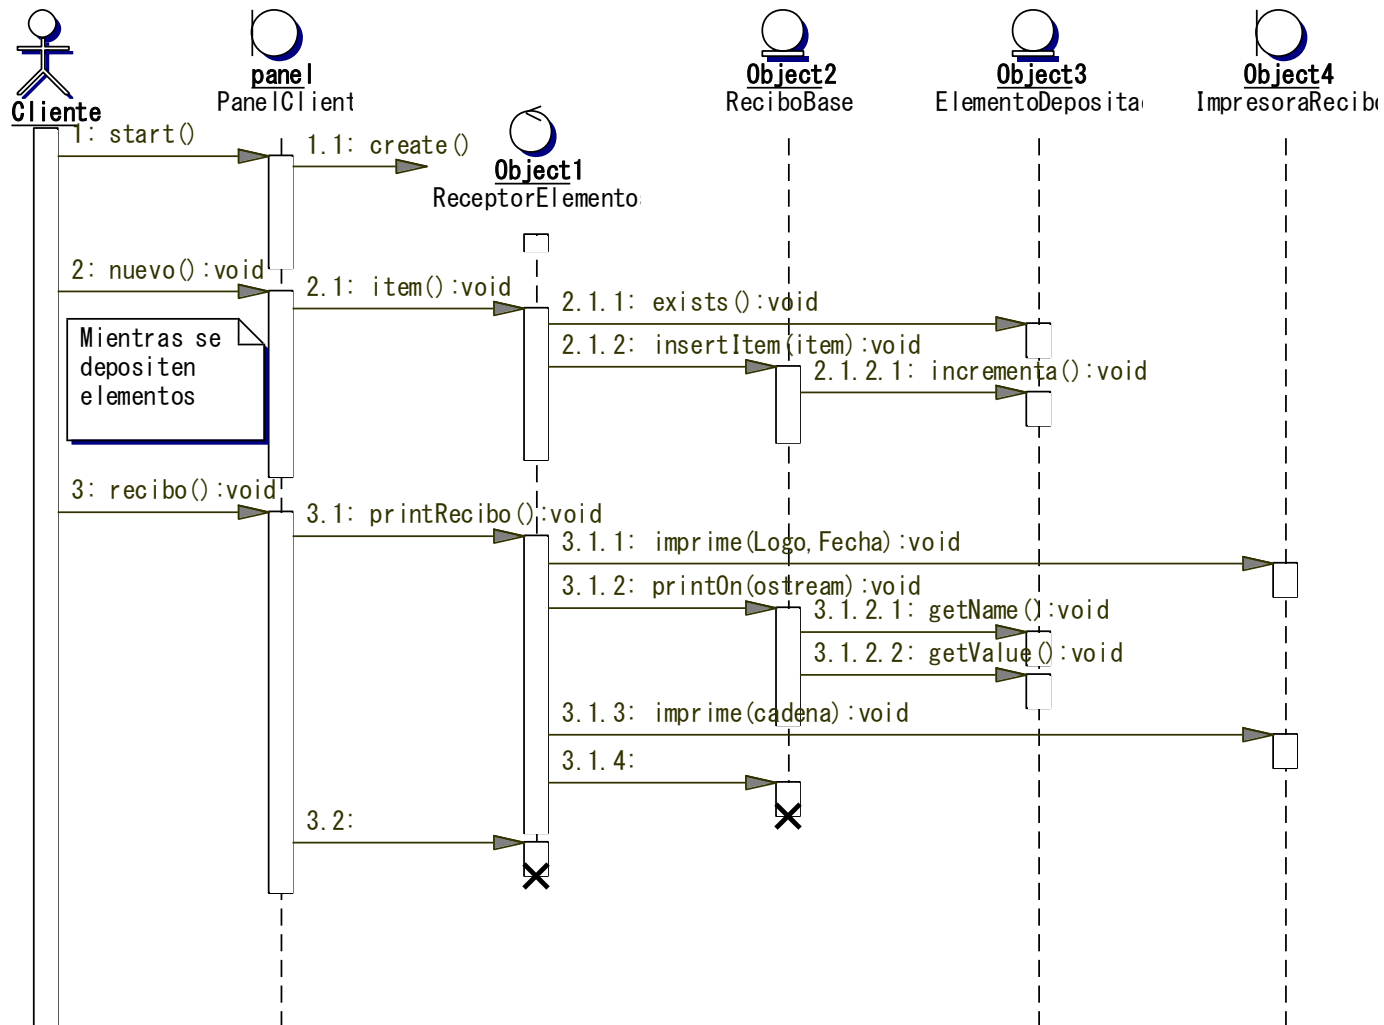 Cliente
panel
PanelClient
Object1
ReceptorElemento
Object2
ReciboBase
Object3
ElementoDeposita
Object4
ImpresoraRecibo
1: start()
1.1: create()
2: nuevo():void
2.1: item():void
2.1.1: exists():void
2.1.2: insertItem(item):void
2.1.2.1: incrementa():void
Mientras se
depositen
elementos
3: recibo():void
3.1: printRecibo():void
3.1.1: imprime(Logo,Fecha):void
3.1.2: printOn(ostream):void
3.1.2.1: getName():void
3.1.2.2: getValue():void
3.1.3: imprime(cadena):void
3.1.4:
3.2: